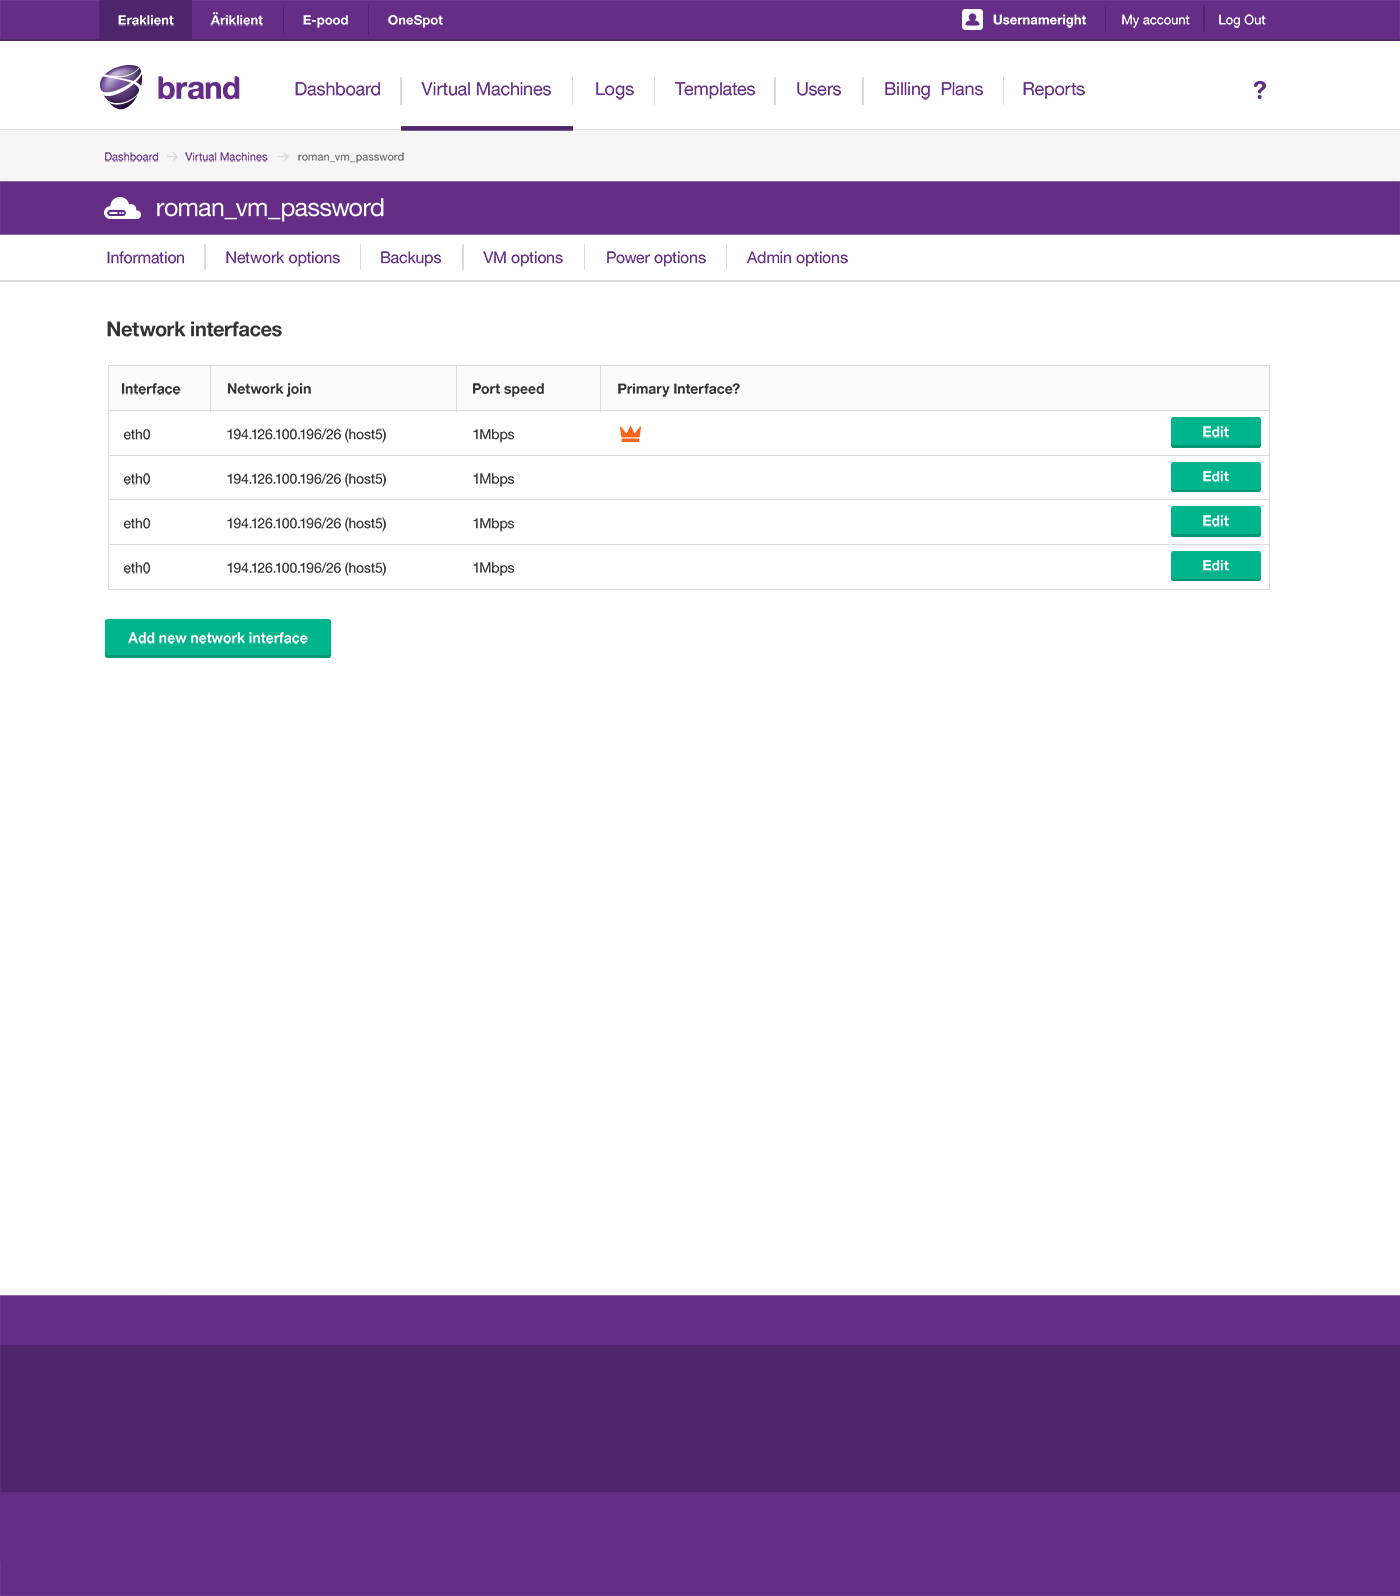 Eraklient Äriklient E-pood OneSpot Usernameright My account Log Out
brand Dashboard Virtual Machines Logs Templates Users Billing Plans Reports ?
Dashboard Virtual Machines roman_vm_password
roman_vm_password
Information Network options Backups VM options Power options Admin options
Network interfaces
Interface Network join Port speed Primary Interface?
eth0 194.126.100.196/26 (host5) 1Mbps Edit
eth0 194.126.100.196/26 (host5) 1Mbps Edit
eth0 194.126.100.196/26 (host5) 1Mbps Edit
eth0 194.126.100.196/26 (host5) 1Mbps Edit
Add new network interface